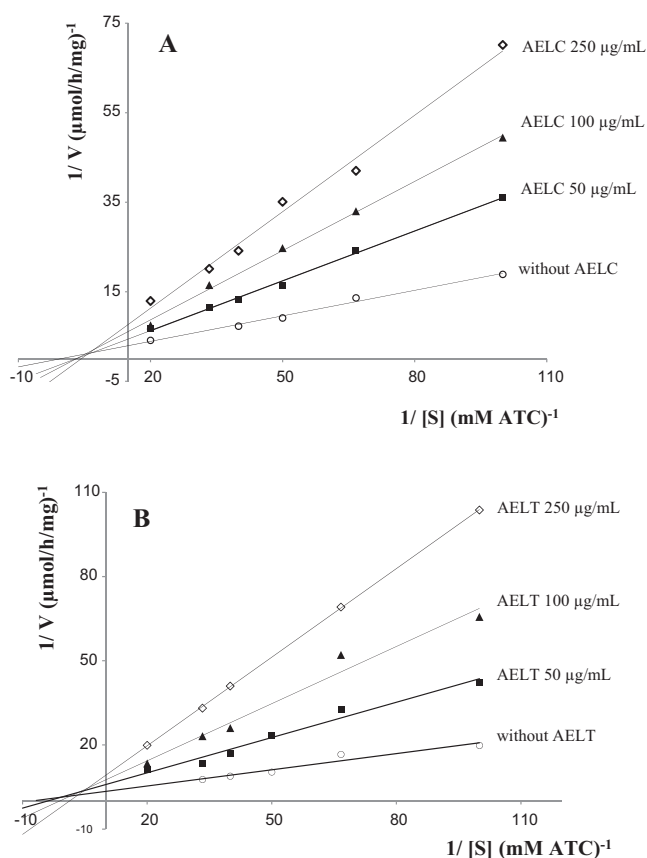 A
1/ V (µmol/h/mg)-1
75
55
35
15
-5
-10
20
50
80
110
1/ [S] (mM ATC)-1
AELC 250 µg/mL
AELC 100 µg/mL
AELC 50 µg/mL
without AELC
B
1/ V (µmol/h/mg)-1
110
80
50
20
-10
-10
20
40
60
80
100
1/ [S] (mM ATC)-1
AELT 250 µg/mL
AELT 100 µg/mL
AELT 50 µg/mL
without AELT